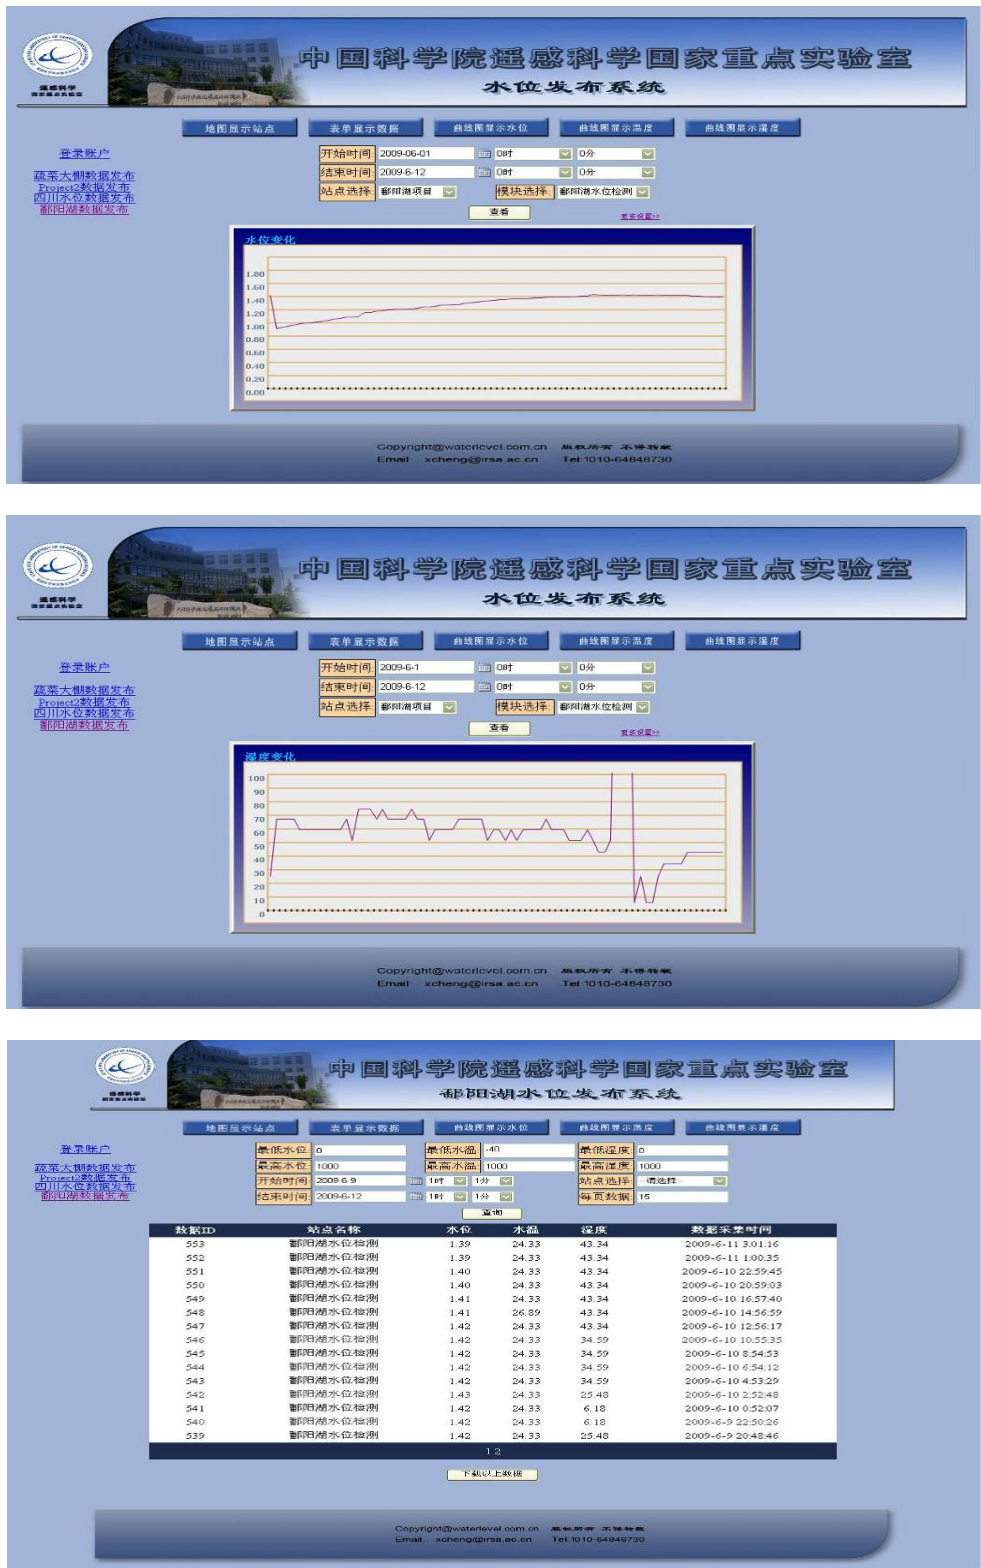 中国科学院遥感科学国家重点实验室
遥感科学
国家重点实验室
水位发布系统
地图显示站点 表单显示数据 曲线图显示水位 曲线图显示温度 曲线图显示湿度
登录账户
蔬菜大棚数据发布
Project2数据发布
四川水位数据发布
鄱阳湖数据发布
开始时间: 2009-06-01 0时 0分
结束时间: 2009-6-12 0时 0分
站点选择: 鄱阳湖项目 模块选择: 鄱阳湖水位检测
查看 更多设置>>
水位变化
1.80
1.60
1.40
1.20
1.00
0.80
0.60
0.40
0.20
0.00
Copyright@waterlevel.com.cn 版权所有 不得转载
Email: xcheng@irsa.ac.cn Tel:1010-64848730
中国科学院遥感科学国家重点实验室
遥感科学
国家重点实验室
水位发布系统
地图显示站点 表单显示数据 曲线图显示水位 曲线图显示温度 曲线图显示湿度
登录账户
蔬菜大棚数据发布
Project2数据发布
四川水位数据发布
鄱阳湖数据发布
开始时间: 2009-6-1 0时 0分
结束时间: 2009-6-12 0时 0分
站点选择: 鄱阳湖项目 模块选择: 鄱阳湖水位检测
查看 更多设置>>
湿度变化
100
90
80
70
60
50
40
30
20
10
0
Copyright@waterlevel.com.cn 版权所有 不得转载
Email: xcheng@irsa.ac.cn Tel:1010-64848730
中国科学院遥感科学国家重点实验室
遥感科学
国家重点实验室
鄱阳湖水位发布系统
地图显示站点 表单显示数据 曲线图显示水位 曲线图显示温度 曲线图显示湿度
登录账户
蔬菜大棚数据发布
Project2数据发布
四川水位数据发布
鄱阳湖数据发布
最低水位: 0 最低水温: -40 最低湿度: 0
最高水位: 1000 最高水温: 1000 最高湿度: 1000
开始时间: 2009-6-9 1时 1分 站点选择: --请选择--
结束时间: 2009-6-12 1时 1分 每页数据: 15
查询
数据ID 站点名称 水位 水温 湿度 数据采集时间
553 鄱阳湖水位检测 1.39 24.33 43.34 2009-6-11 3:01:16
552 鄱阳湖水位检测 1.39 24.33 43.34 2009-6-11 1:00:35
551 鄱阳湖水位检测 1.40 24.33 43.34 2009-6-10 22:59:45
550 鄱阳湖水位检测 1.40 24.33 43.34 2009-6-10 20:59:03
549 鄱阳湖水位检测 1.41 24.33 43.34 2009-6-10 16:57:40
548 鄱阳湖水位检测 1.41 26.89 43.34 2009-6-10 14:56:59
547 鄱阳湖水位检测 1.42 24.33 43.34 2009-6-10 12:56:17
546 鄱阳湖水位检测 1.42 24.33 34.59 2009-6-10 10:55:35
545 鄱阳湖水位检测 1.42 24.33 34.59 2009-6-10 8:54:53
544 鄱阳湖水位检测 1.42 24.33 34.59 2009-6-10 6:54:12
543 鄱阳湖水位检测 1.42 24.33 34.59 2009-6-10 4:53:29
542 鄱阳湖水位检测 1.43 24.33 25.48 2009-6-10 2:52:48
541 鄱阳湖水位检测 1.42 24.33 6.18 2009-6-10 0:52:07
540 鄱阳湖水位检测 1.42 24.33 6.18 2009-6-9 22:50:26
539 鄱阳湖水位检测 1.42 24.33 25.48 2009-6-9 20:48:46
1 2
下载以上数据
Copyright@waterlevel.com.cn 版权所有 不得转载
Email: xcheng@irsa.ac.cn Tel:1010-64848730